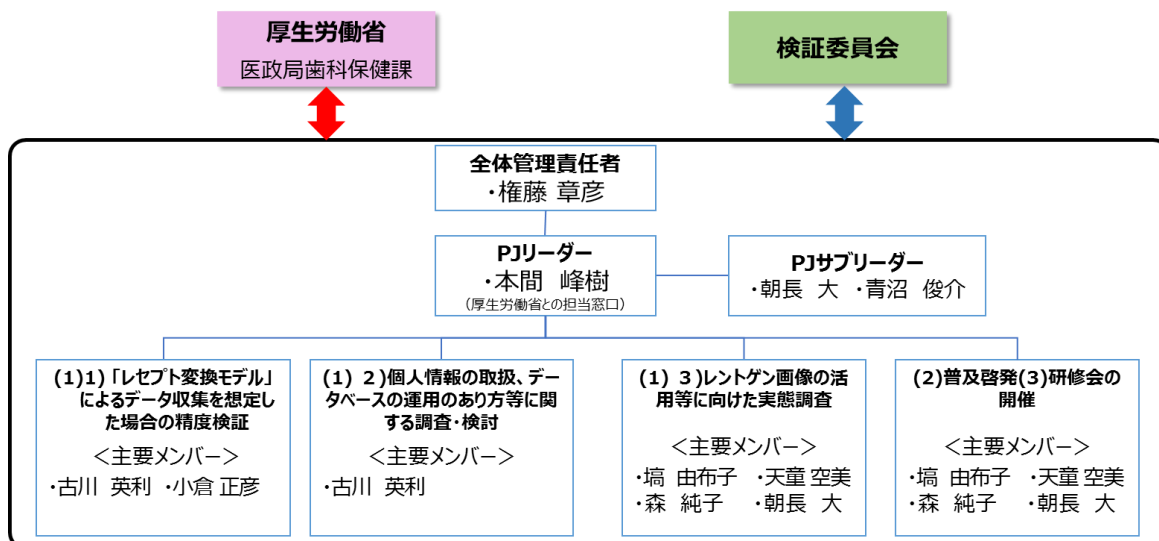 厚生労働省
医政局歯科保健課
検証委員会
全体管理責任者
・権藤 章彦
PJリーダー
・本間 峰樹
（厚生労働省との担当窓口）
PJサブリーダー
・朝長 大 ・青沼 俊介
(1)1)「レセプト変換モデル」
によるデータ収集を想定し
た場合の精度検証
＜主要メンバー＞
・古川 英利 ・小倉 正彦
(1) 2)個人情報の取扱、デー
タベースの運用のあり方等に関
する調査・検討
＜主要メンバー＞
・古川 英利
(1) 3)レントゲン画像の活
用等に向けた実態調査
＜主要メンバー＞
・塙 由布子 ・天童 空美
・森 純子 ・朝長 大
(2)普及啓発(3)研修会の
開催
＜主要メンバー＞
・塙 由布子 ・天童 空美
・森 純子 ・朝長 大